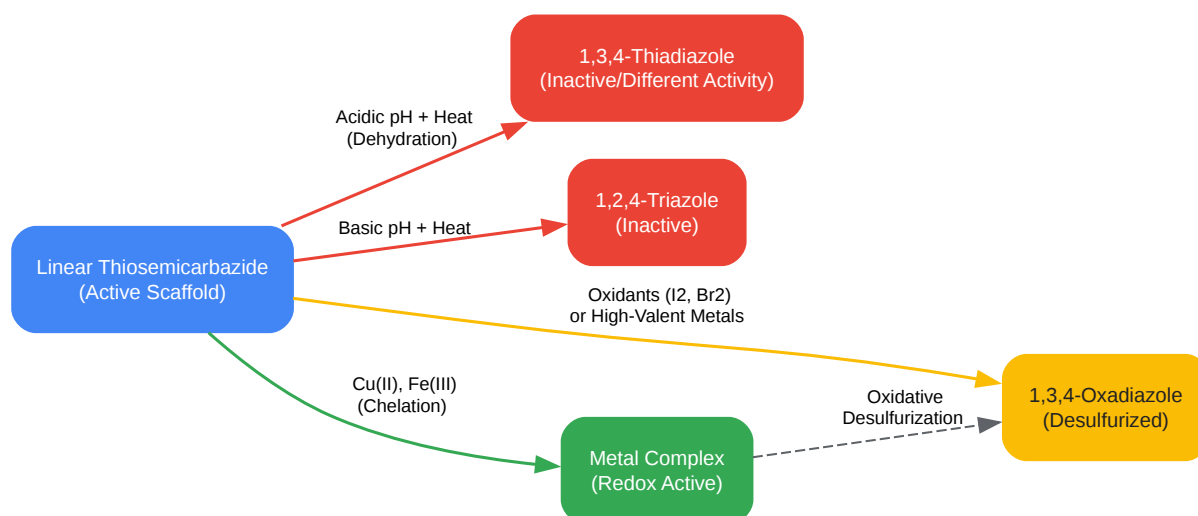 1,3,4-Thiadiazole
(Inactive/Different Activity)
Acidic pH + Heat
(Dehydration)
1,2,4-Triazole
(Inactive)
Basic pH + Heat
Linear Thiosemicarbazide
(Active Scaffold)
Oxidants (I2, Br2)
or High-Valent Metals
Cu(II), Fe(III)
(Chelation)
Oxidative
Desulfurization
1,3,4-Oxadiazole
(Desulfurized)
Metal Complex
(Redox Active)